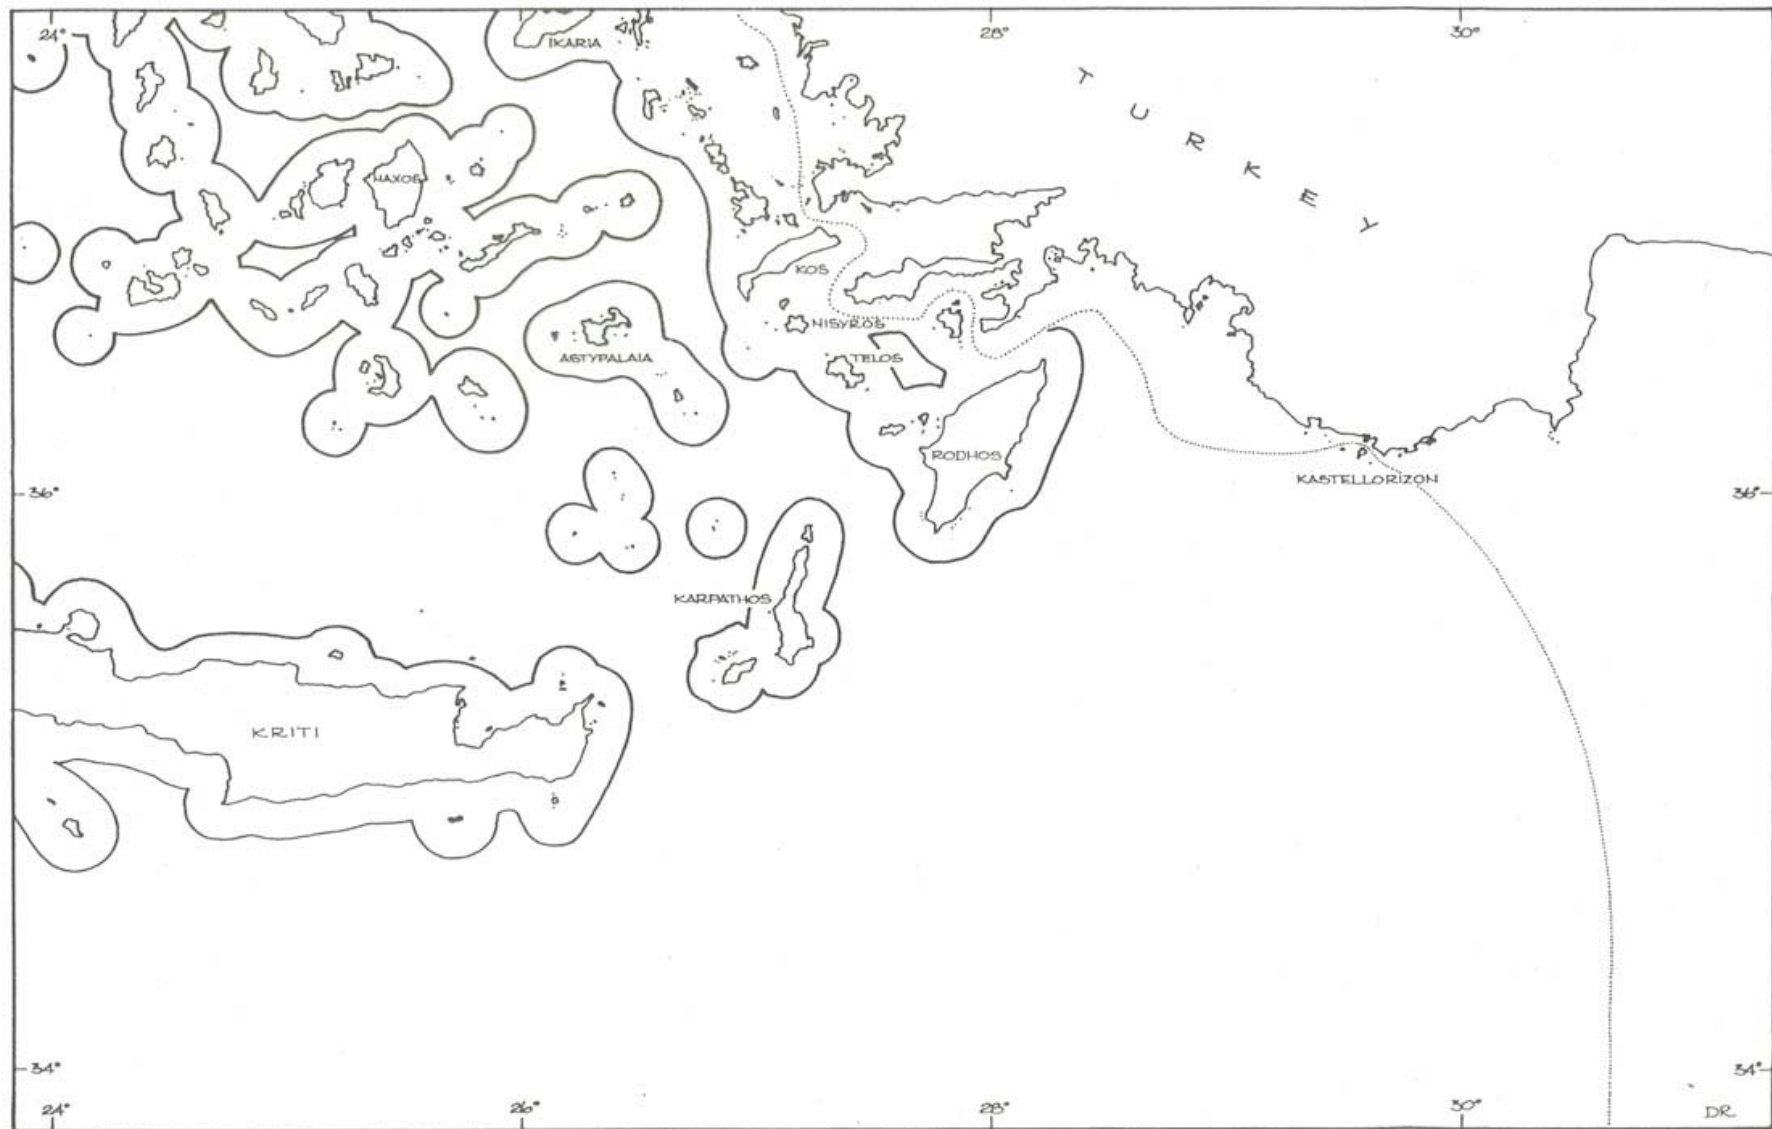 24°
28°
30°
IKARIA
TURKEY
NAXOS
KOS
NISYROS
ASTYPALAIA
TELOS
RODHOS
KASTELLORIZON
36°
36°
KARPATHOS
KRITI
34°
34°
24°
26°
28°
30°
DR